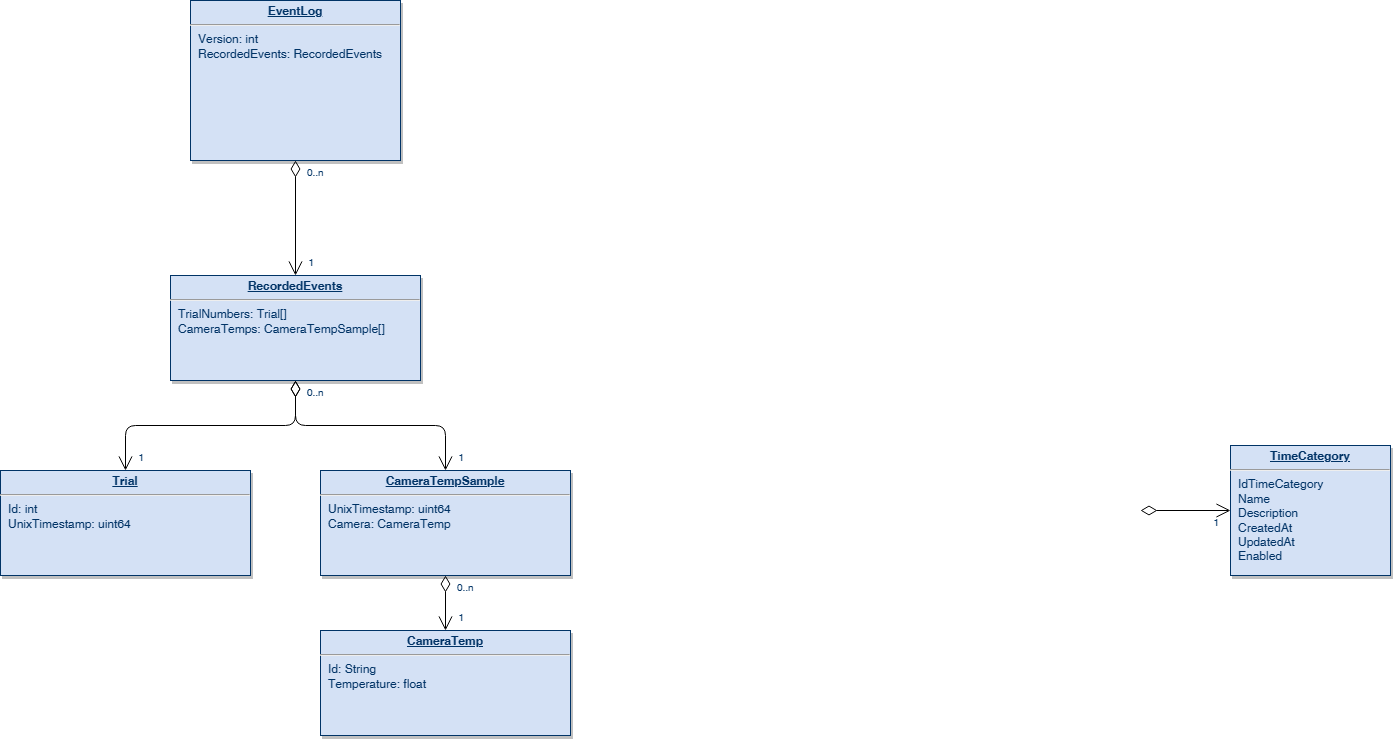 EventLog
Version: int
RecordedEvents: RecordedEvents
0..n
1
RecordedEvents
TrialNumbers: Trial[]
CameraTemps: CameraTempSample[]
0..n
1
1
Trial
Id: int
UnixTimestamp: uint64
CameraTempSample
UnixTimestamp: uint64
Camera: CameraTemp
0..n
1
CameraTemp
Id: String
Temperature: float
1
TimeCategory
IdTimeCategory
Name
Description
CreatedAt
UpdatedAt
Enabled